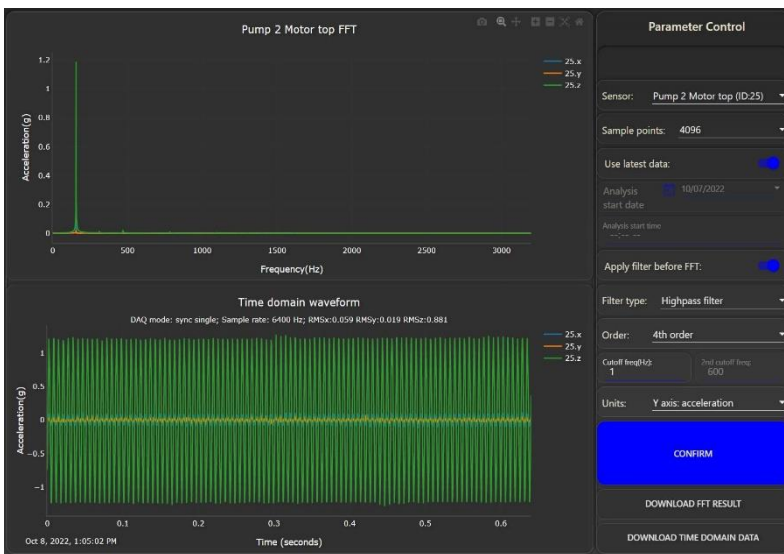 Pump 2 Motor top FFT
25.x
25.y
25.z
1.2
1
0.8
0.6
0.4
0.2
0
Acceleration(g)
0 500 1000 1500 2000 2500 3000
Frequency(Hz)
Time domain waveform
DAQ mode: sync single; Sample rate: 6400 Hz; RMSx:0.059 RMSy:0.019 RMSz:0.881
25.x
25.y
25.z
1
0.5
0
−0.5
−1
Acceleration(g)
0 0.1 0.2 0.3 0.4 0.5 0.6
Time (seconds)
Oct 8, 2022, 1:05:02 PM
Parameter Control
Sensor: Pump 2 Motor top (ID:25)
Sample points: 4096
Use latest data:
Analysis start date 10/07/2022
Analysis start time
--:-- --
Apply filter before FFT:
Filter type: Highpass filter
Order: 4th order
Cutoff freq(Hz): 2nd cutoff freq:
1 600
Units: Y axis: acceleration
CONFIRM
DOWNLOAD FFT RESULT
DOWNLOAD TIME DOMAIN DATA